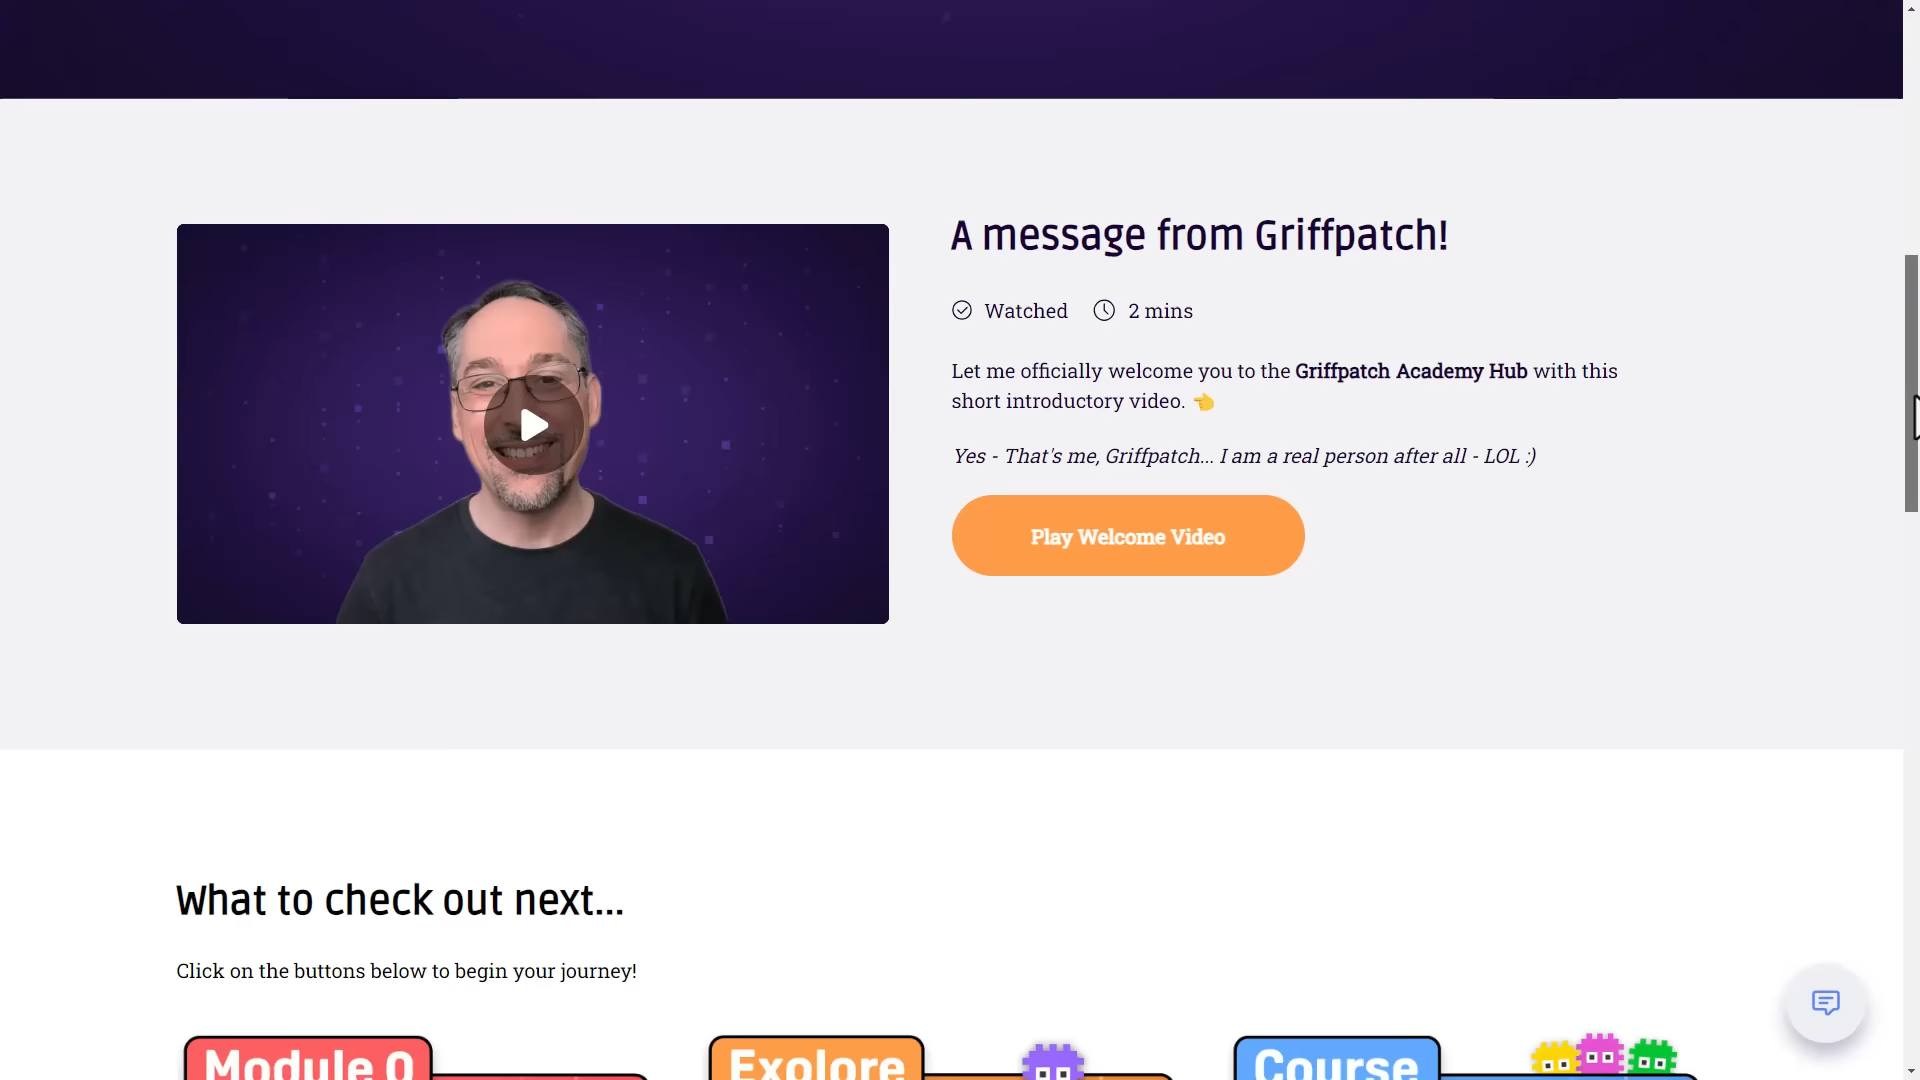 A message from Griffpatch!
Watched 2 mins
Let me officially welcome you to the Griffpatch Academy Hub with this
short introductory video. 👈
Yes - That's me, Griffpatch... I am a real person after all - LOL :)
Play Welcome Video
What to check out next...
Click on the buttons below to begin your journey!
Module 0 Explore Course